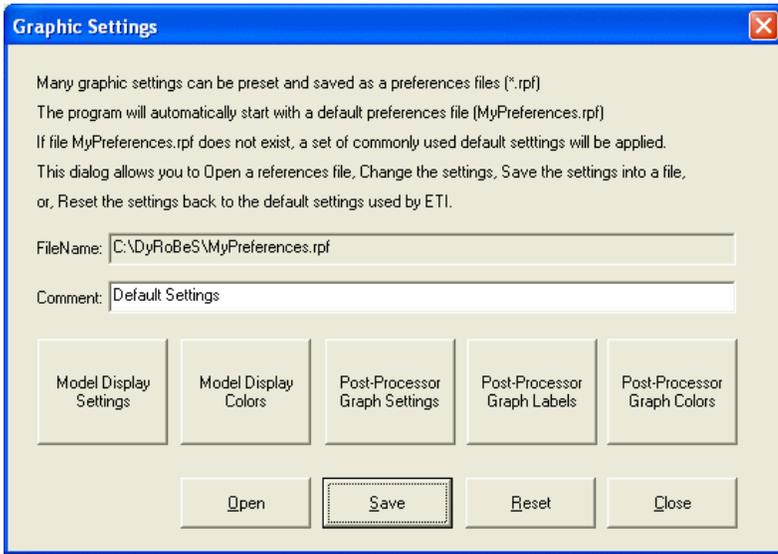 Graphic Settings
Many graphic settings can be preset and saved as a preferences files (*.rpf)
The program will automatically start with a default preferences file (MyPreferences.rpf)
If file MyPreferences.rpf does not exist, a set of commonly used default setttings will be applied.
This dialog allows you to Open a references file, Change the settings, Save the settings into a file,
or, Reset the settings back to the default settings used by ETI.
FileName: C:\DyRoBeS\MyPreferences.rpf
Comment: Default Settings
Model Display
Settings
Model Display
Colors
Post-Processor
Graph Settings
Post-Processor
Graph Labels
Post-Processor
Graph Colors
Open
Save
Reset
Close